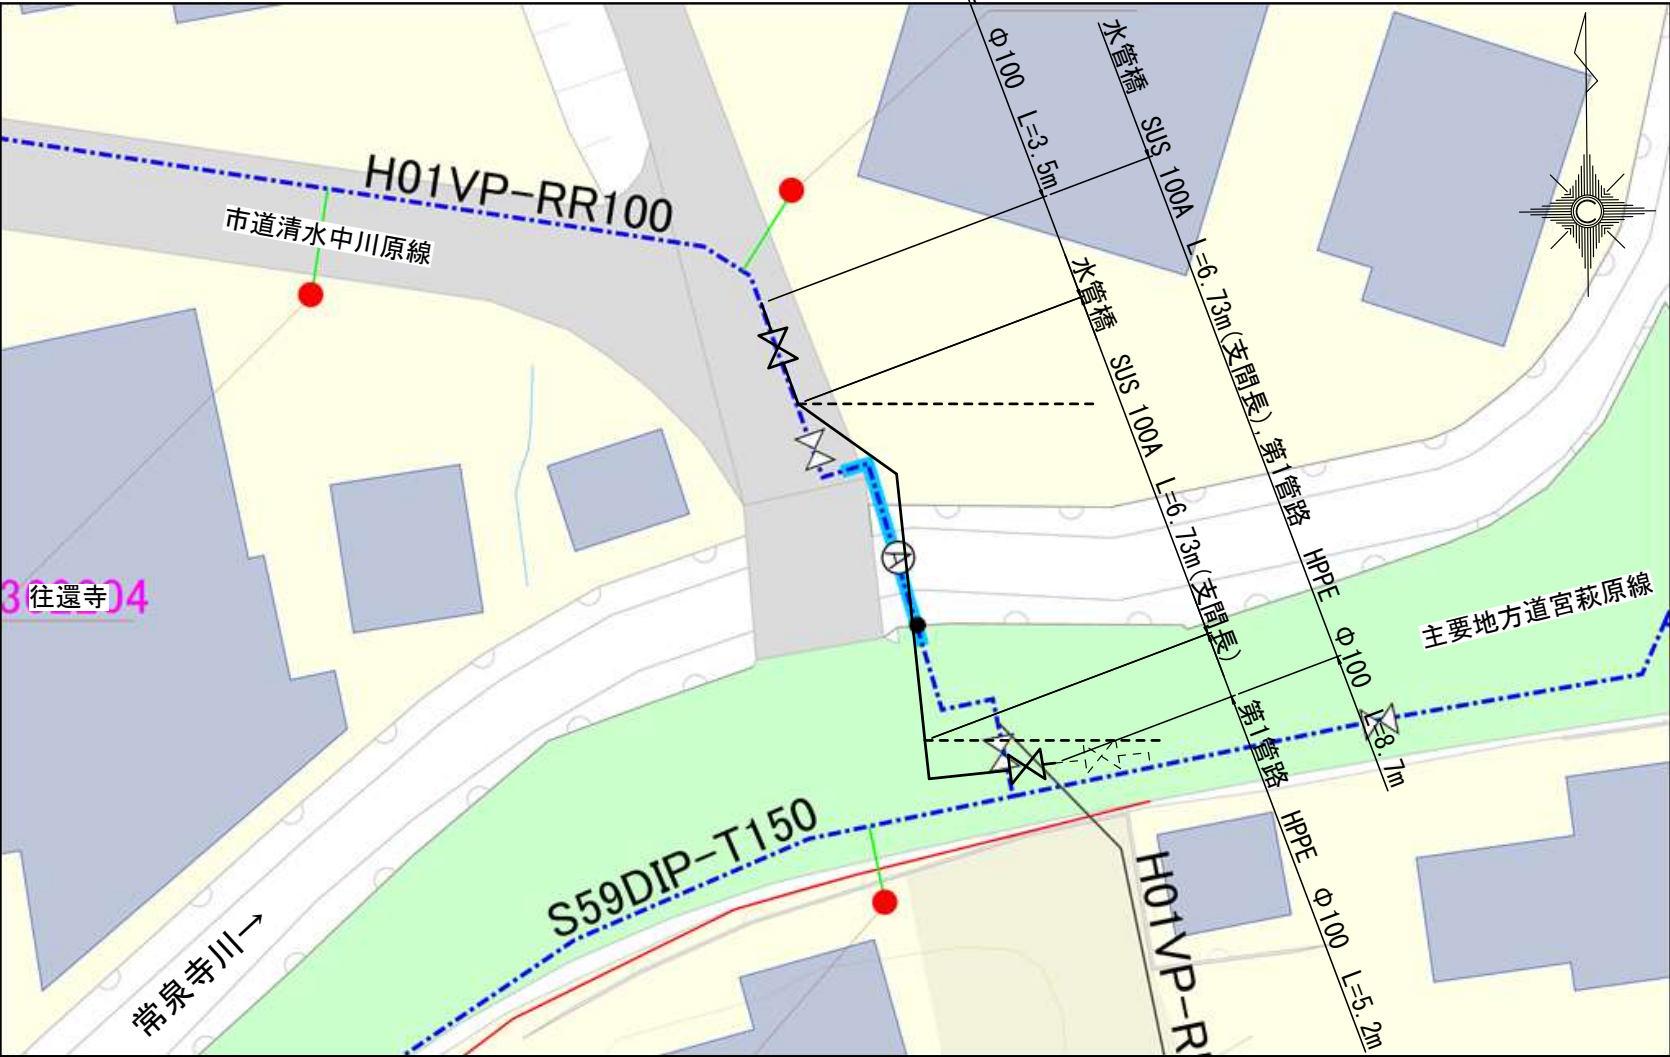 H01VP-RR100
市道清水中川原線
Φ100 L=3.5m
水管橋 SUS 100A L=6.73m(支間長)
第1管路 HPPE Φ100 L=5.2m
水管橋 SUS 100A L=6.73m(支間長),第1管路 HPPE Φ100 L=8.7m
A
往還寺
主要地方道宮萩原線
S59DIP-T150
常泉寺川→
H01VP-R